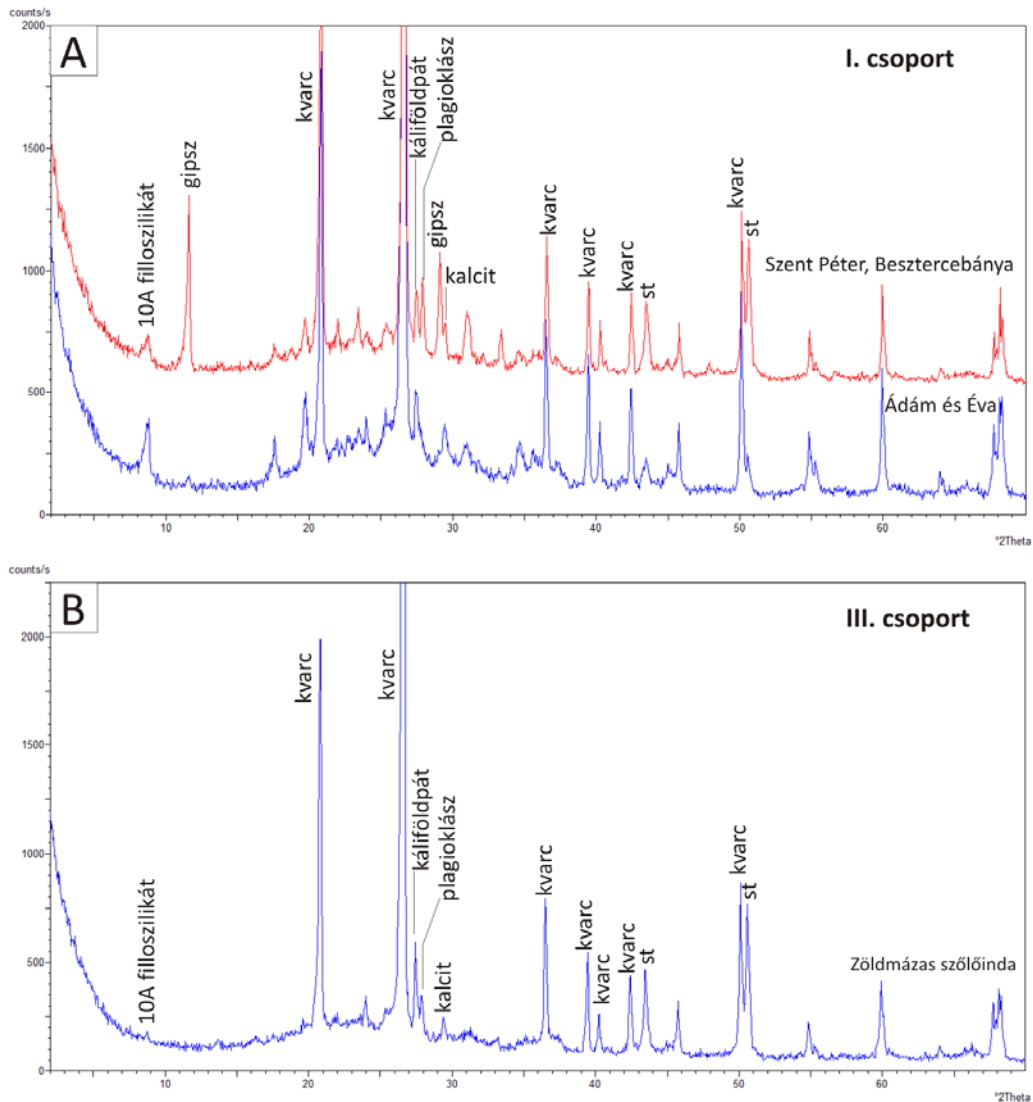 counts/s
2000
A
I. csoport
kvarc
kvarc
káliföldpát
plagioklász
1500
gipsz
10A filloszilikát
gipsz
kalcit
kvarc
kvarc
kvarc
st
kvarc
st
Szent Péter, Besztercebánya
1000
500
Ádám és Éva
0
10
20
30
40
50
60
°2Theta
counts/s
B
III. csoport
2000
kvarc
kvarc
káliföldpát
plagioklász
1500
1000
10A filloszilikát
kalcit
kvarc
kvarc
kvarc
kvarc
kvarc
st
st
Zöldmázas szőlőinda
500
0
10
20
30
40
50
60
°2Theta